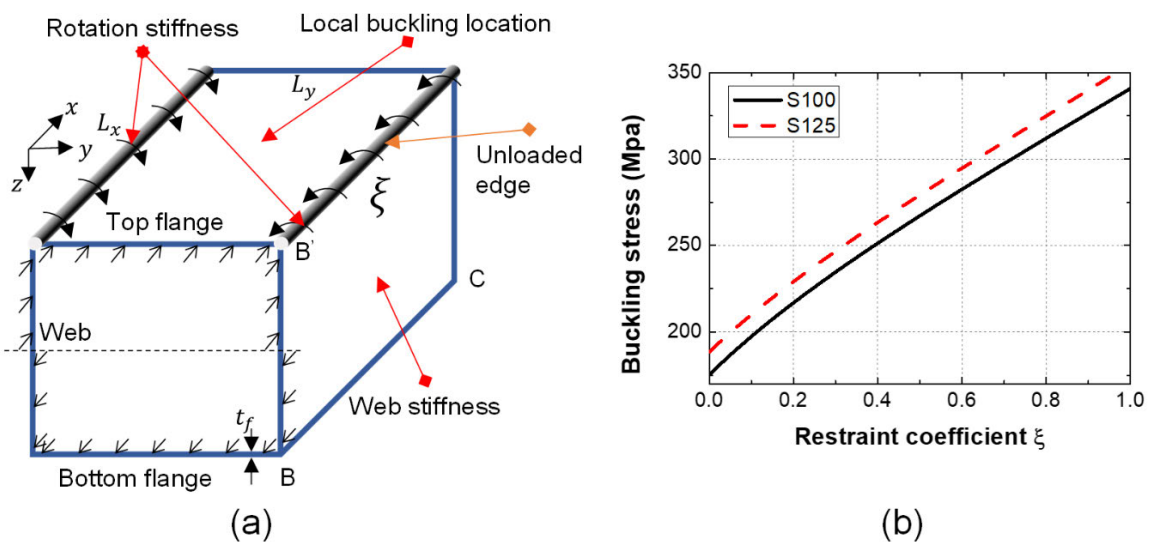 Rotation stiffness
Local buckling location
L_y
x
L_x
y
z
Unloaded
edge
ξ
Top flange
B'
C
Web
Web stiffness
t_f
Bottom flange
B
(a)
350
S100
S125
300
250
200
Buckling stress (Mpa)
0.0 0.2 0.4 0.6 0.8 1.0
Restraint coefficient ξ
(b)